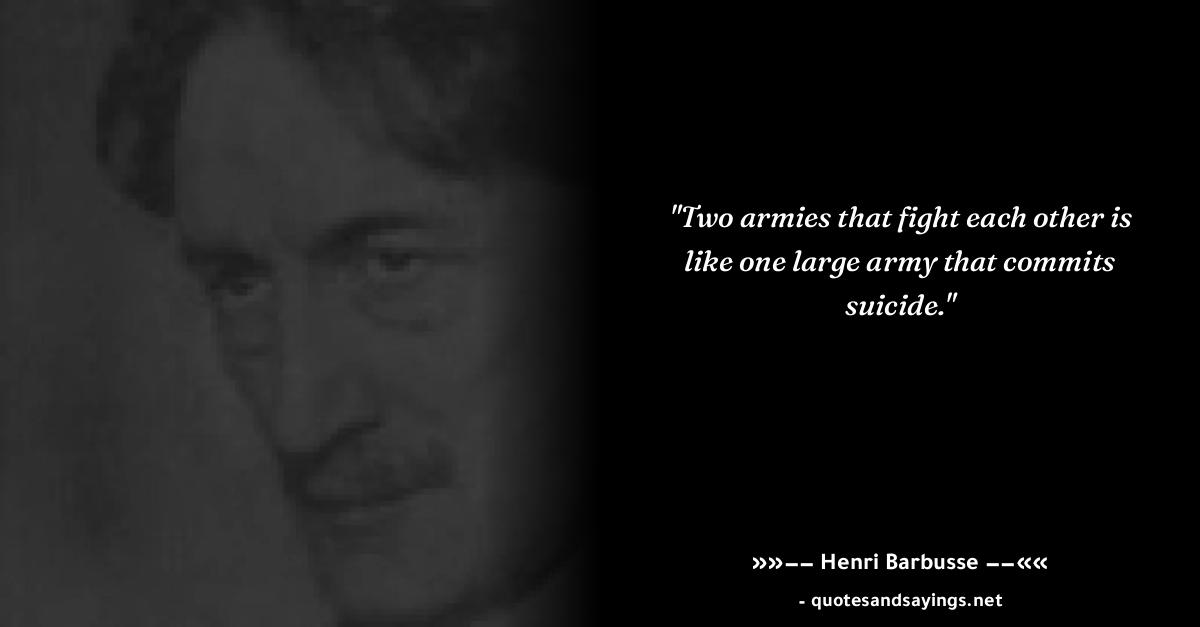 "Two armies that fight each other is
like one large army that commits
suicide."
»»–– Henri Barbusse ––««
- quotesandsayings.net